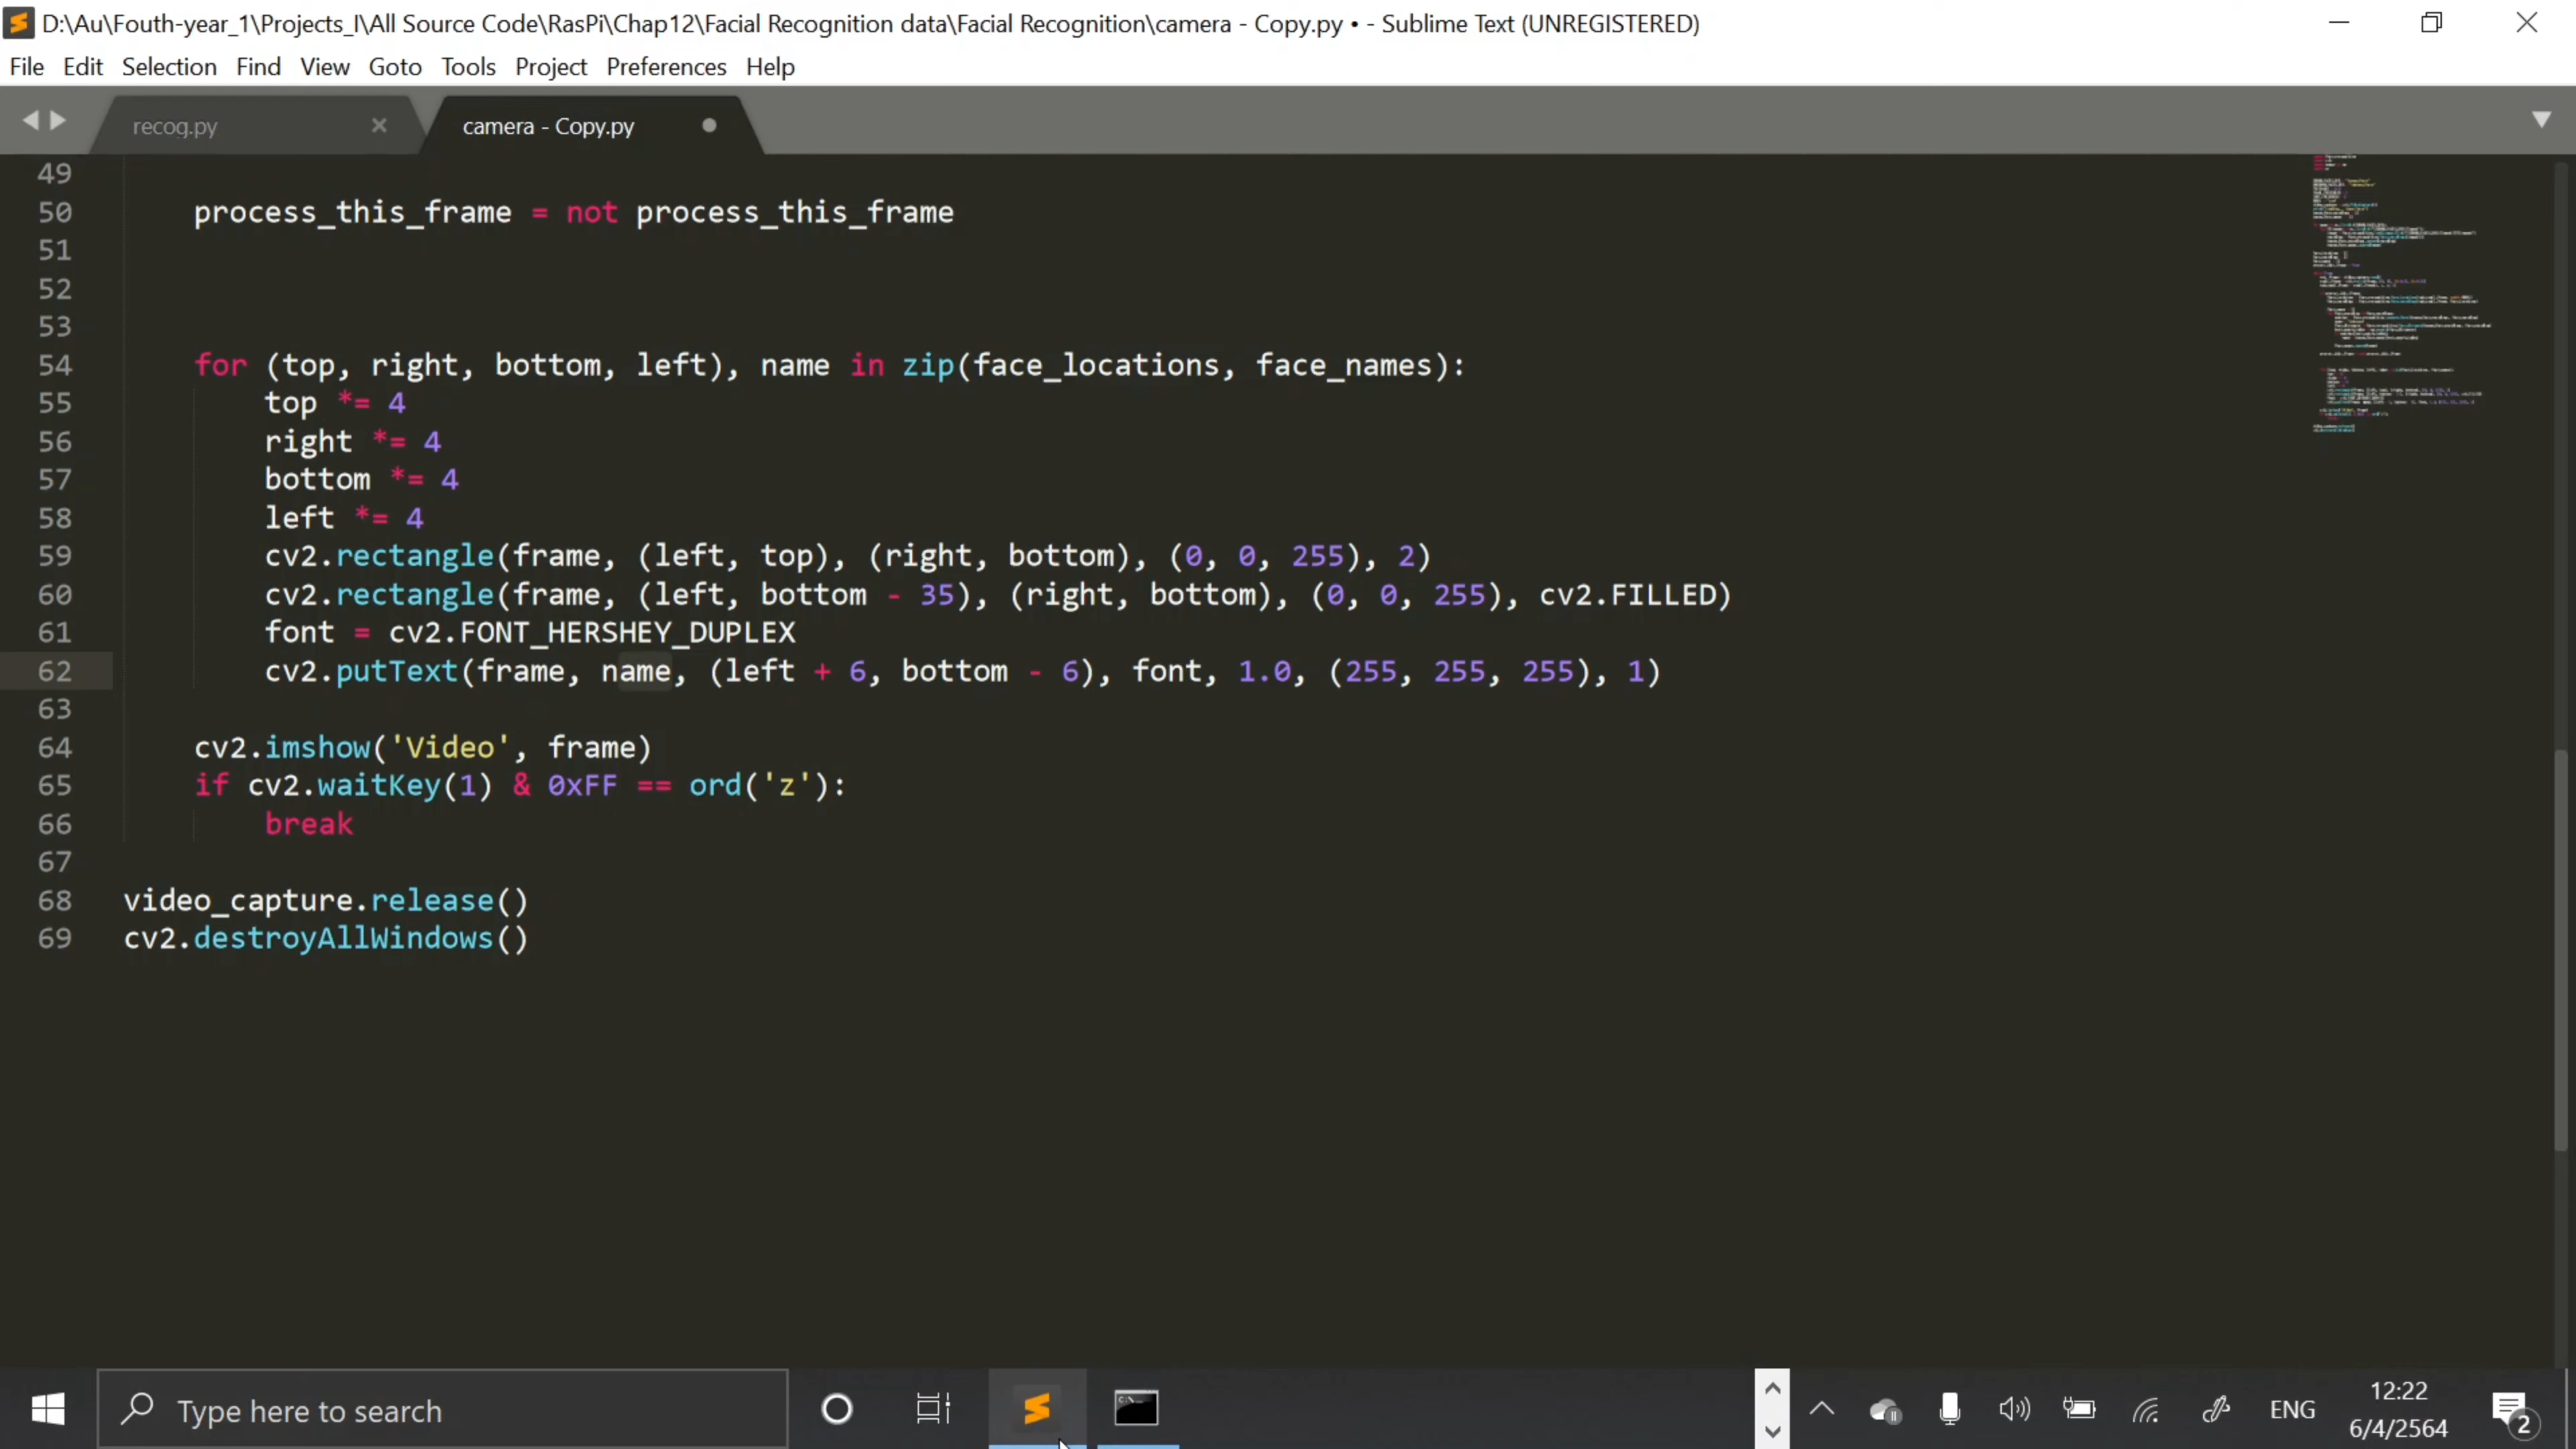 D:\Au\Fouth-year_1\Projects_I\All Source Code\RasPi\Chap12\Facial Recognition data\Facial Recognition\camera - Copy.py • - Sublime Text (UNREGISTERED)
File Edit Selection Find View Goto Tools Project Preferences Help
recog.py camera - Copy.py
49
50 process_this_frame = not process_this_frame
51
52
53
54 for (top, right, bottom, left), name in zip(face_locations, face_names):
55 top *= 4
56 right *= 4
57 bottom *= 4
58 left *= 4
59 cv2.rectangle(frame, (left, top), (right, bottom), (0, 0, 255), 2)
60 cv2.rectangle(frame, (left, bottom - 35), (right, bottom), (0, 0, 255), cv2.FILLED)
61 font = cv2.FONT_HERSHEY_DUPLEX
62 cv2.putText(frame, name, (left + 6, bottom - 6), font, 1.0, (255, 255, 255), 1)
63
64 cv2.imshow('Video', frame)
65 if cv2.waitKey(1) & 0xFF == ord('z'):
66 break
67
68 video_capture.release()
69 cv2.destroyAllWindows()
Type here to search
ENG
12:22
6/4/2564
2